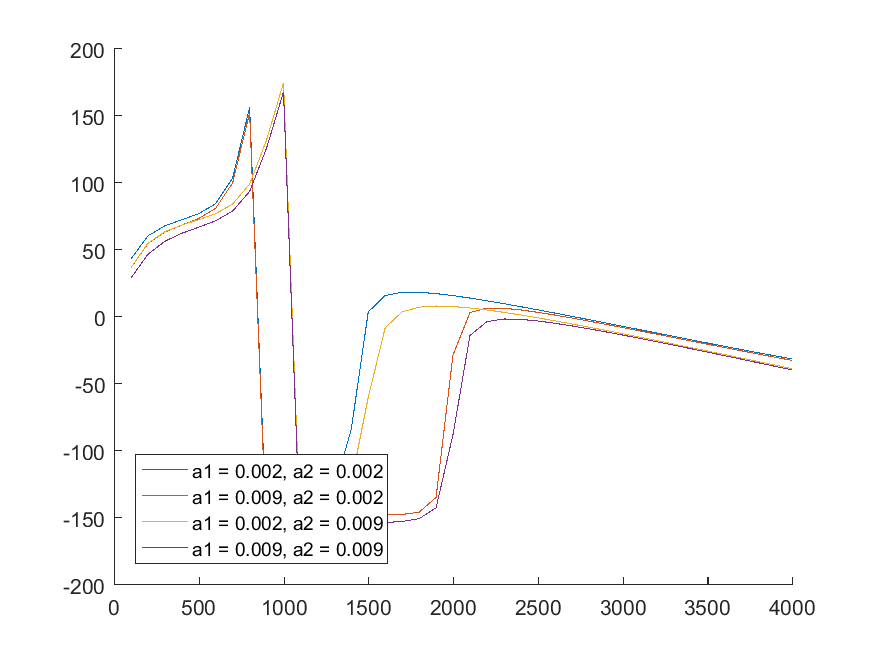 200
150
100
50
0
-50
-100
-150
-200
a1 = 0.002, a2 = 0.002
a1 = 0.009, a2 = 0.002
a1 = 0.002, a2 = 0.009
a1 = 0.009, a2 = 0.009
0 500 1000 1500 2000 2500 3000 3500 4000